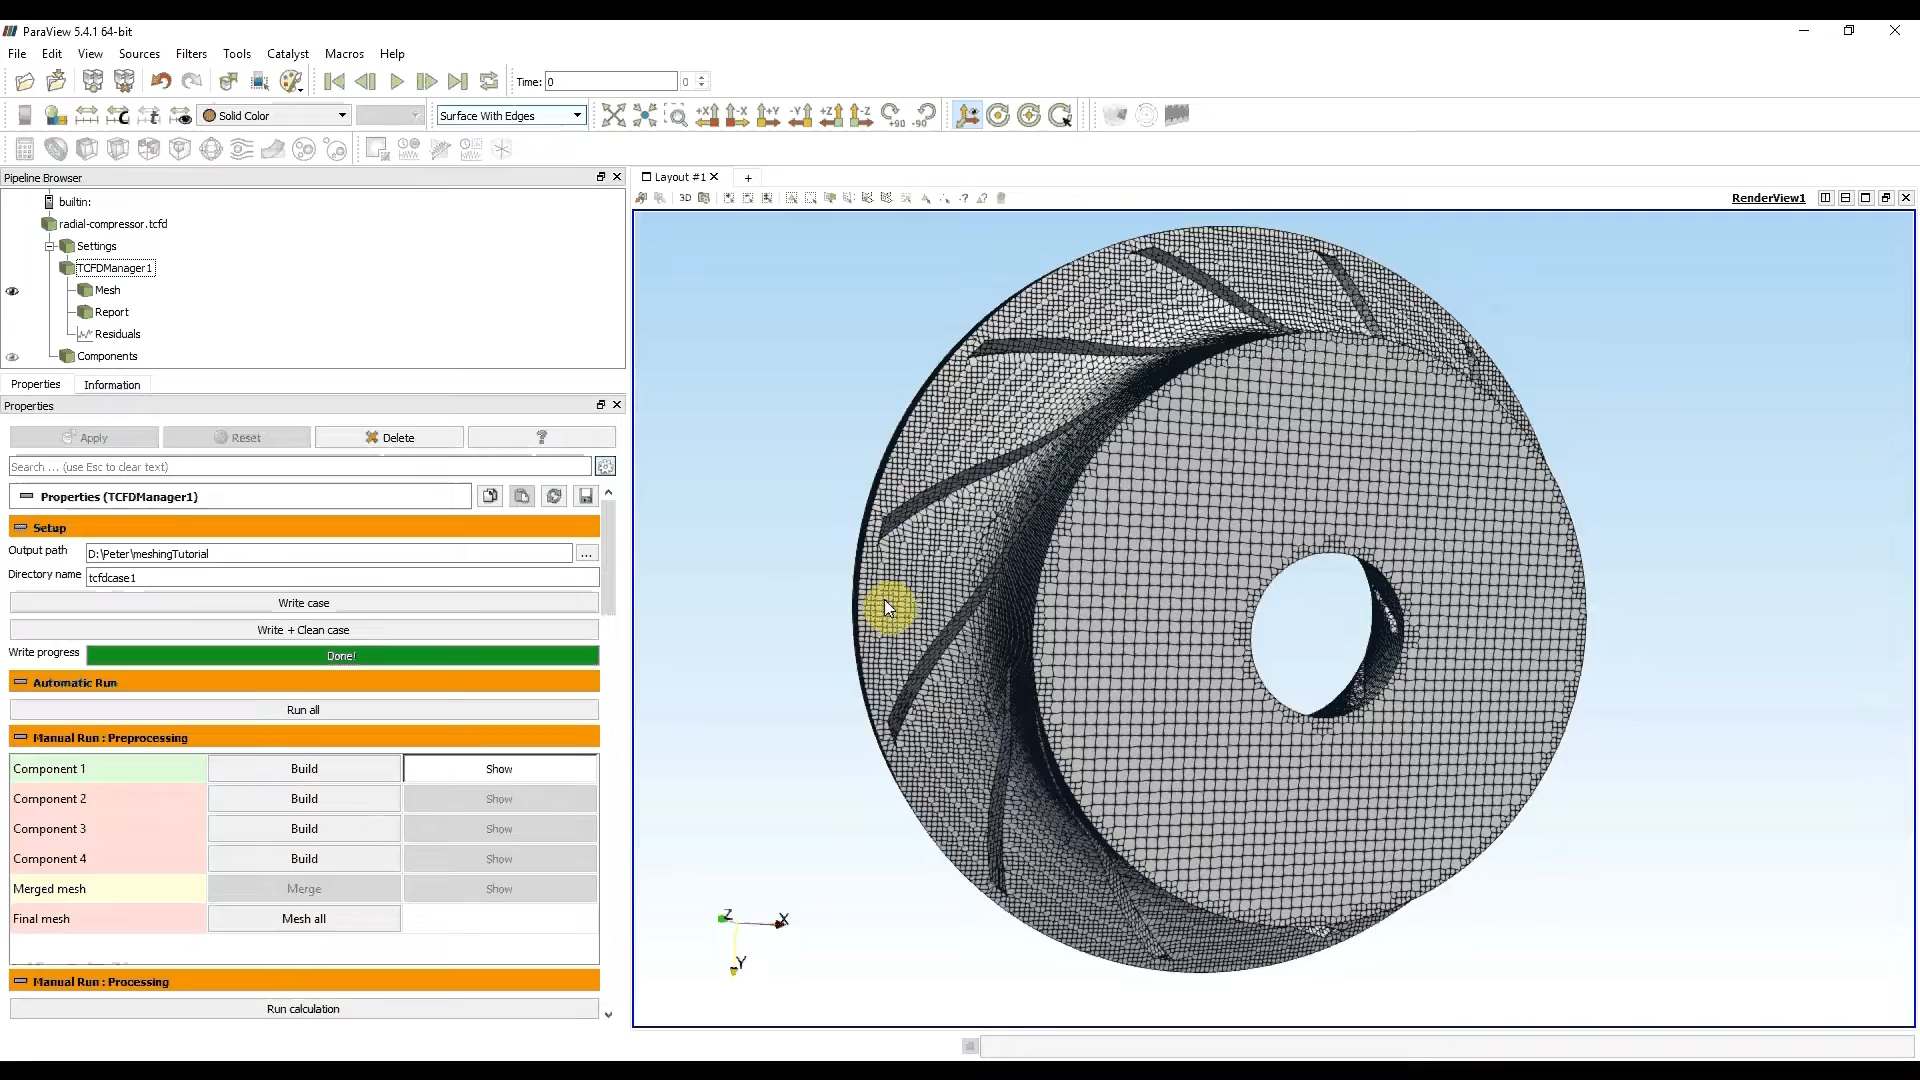 ParaView 5.4.1 64-bit
File Edit View Sources Filters Tools Catalyst Macros Help
Time: 0 0
Solid Color Surface With Edges +X -X +Y -Y +Z -Z +90 -90
Pipeline Browser
Layout #1
builtin:
3D
RenderView1
radial-compressor.tcfd
Settings
TCFDManager1
Mesh
Report
Residuals
Components
Properties Information
Properties
Apply Reset Delete ?
Search ... (use Esc to clear text)
Properties (TCFDManager1)
Setup
Output path D:\Peter\meshingTutorial ...
Directory name tcfdcase1
Write case
Write + Clean case
Write progress Done!
Automatic Run
Run all
Manual Run : Preprocessing
Component 1 Build Show
Component 2 Build Show
Component 3 Build Show
Component 4 Build Show
Merged mesh Merge Show
Final mesh Mesh all
Manual Run : Processing
Run calculation
Z X
Y